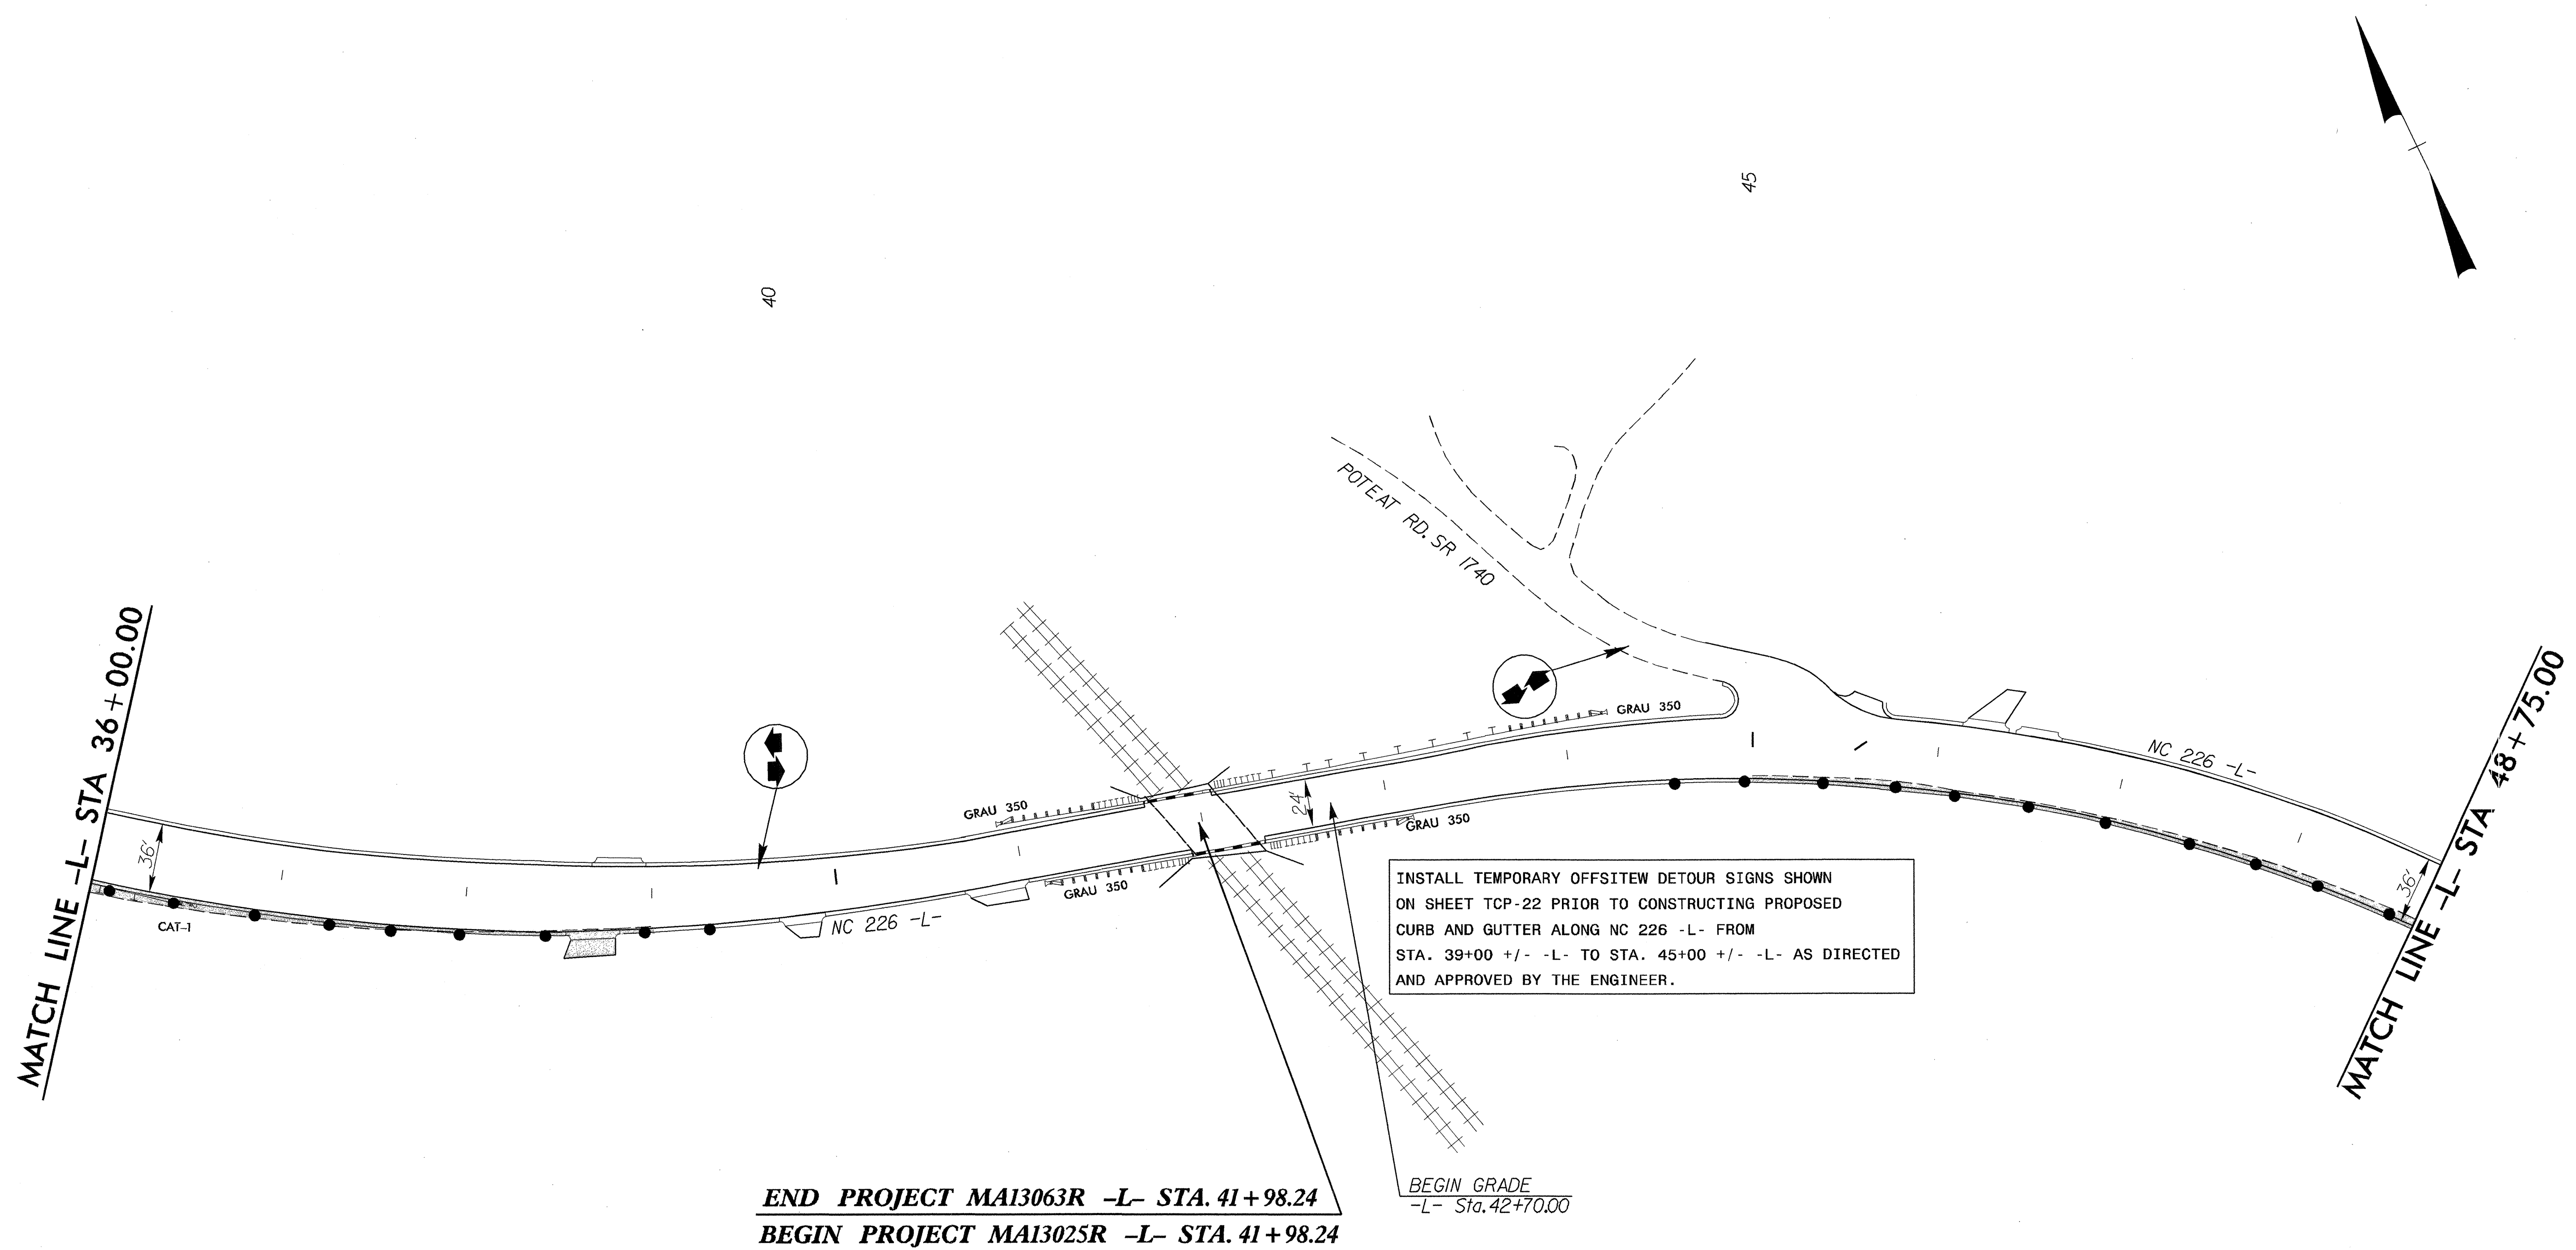 45
40
POTEAT RD. SR 1740
MATCH LINE -L- STA 36+00.00
MATCH LINE -L- STA 48+75.00
GRAU 350
NC 226 -L-
GRAU 350
24'
36'
GRAU 350
GRAU 350
36'
CAT-1
NC 226 -L-
INSTALL TEMPORARY OFFSITEW DETOUR SIGNS SHOWN
ON SHEET TCP-22 PRIOR TO CONSTRUCTING PROPOSED
CURB AND GUTTER ALONG NC 226 -L- FROM
STA. 39+00 +/- -L- TO STA. 45+00 +/- -L- AS DIRECTED
AND APPROVED BY THE ENGINEER.
BEGIN GRADE
-L- Sta. 42+70.00
END PROJECT MA13063R -L- STA. 41+98.24
BEGIN PROJECT MA13025R -L- STA. 41+98.24